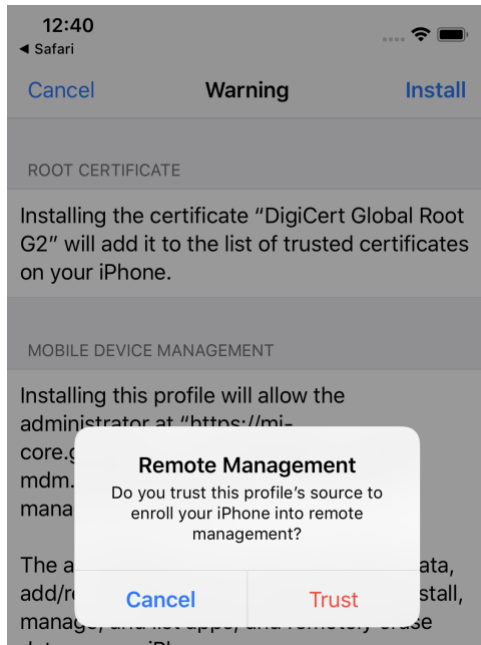 12:40
◀ Safari
Cancel
Warning
Install
ROOT CERTIFICATE
Installing the certificate “DigiCert Global Root
G2” will add it to the list of trusted certificates
on your iPhone.
MOBILE DEVICE MANAGEMENT
Installing this profile will allow the
administrator at “https://mi-
core.g
mdm.
mana
Remote Management
Do you trust this profile’s source to
enroll your iPhone into remote
management?
Cancel
Trust
The a ata,
add/r stall,
manage, and list apps, and remotely erase